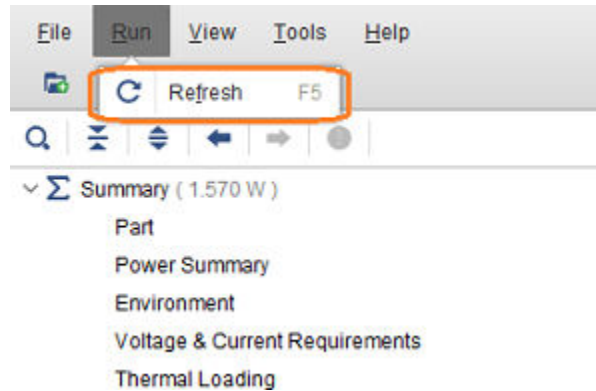 File Run View Tools Help
Refresh F5
Summary ( 1.570 W )
Part
Power Summary
Environment
Voltage & Current Requirements
Thermal Loading